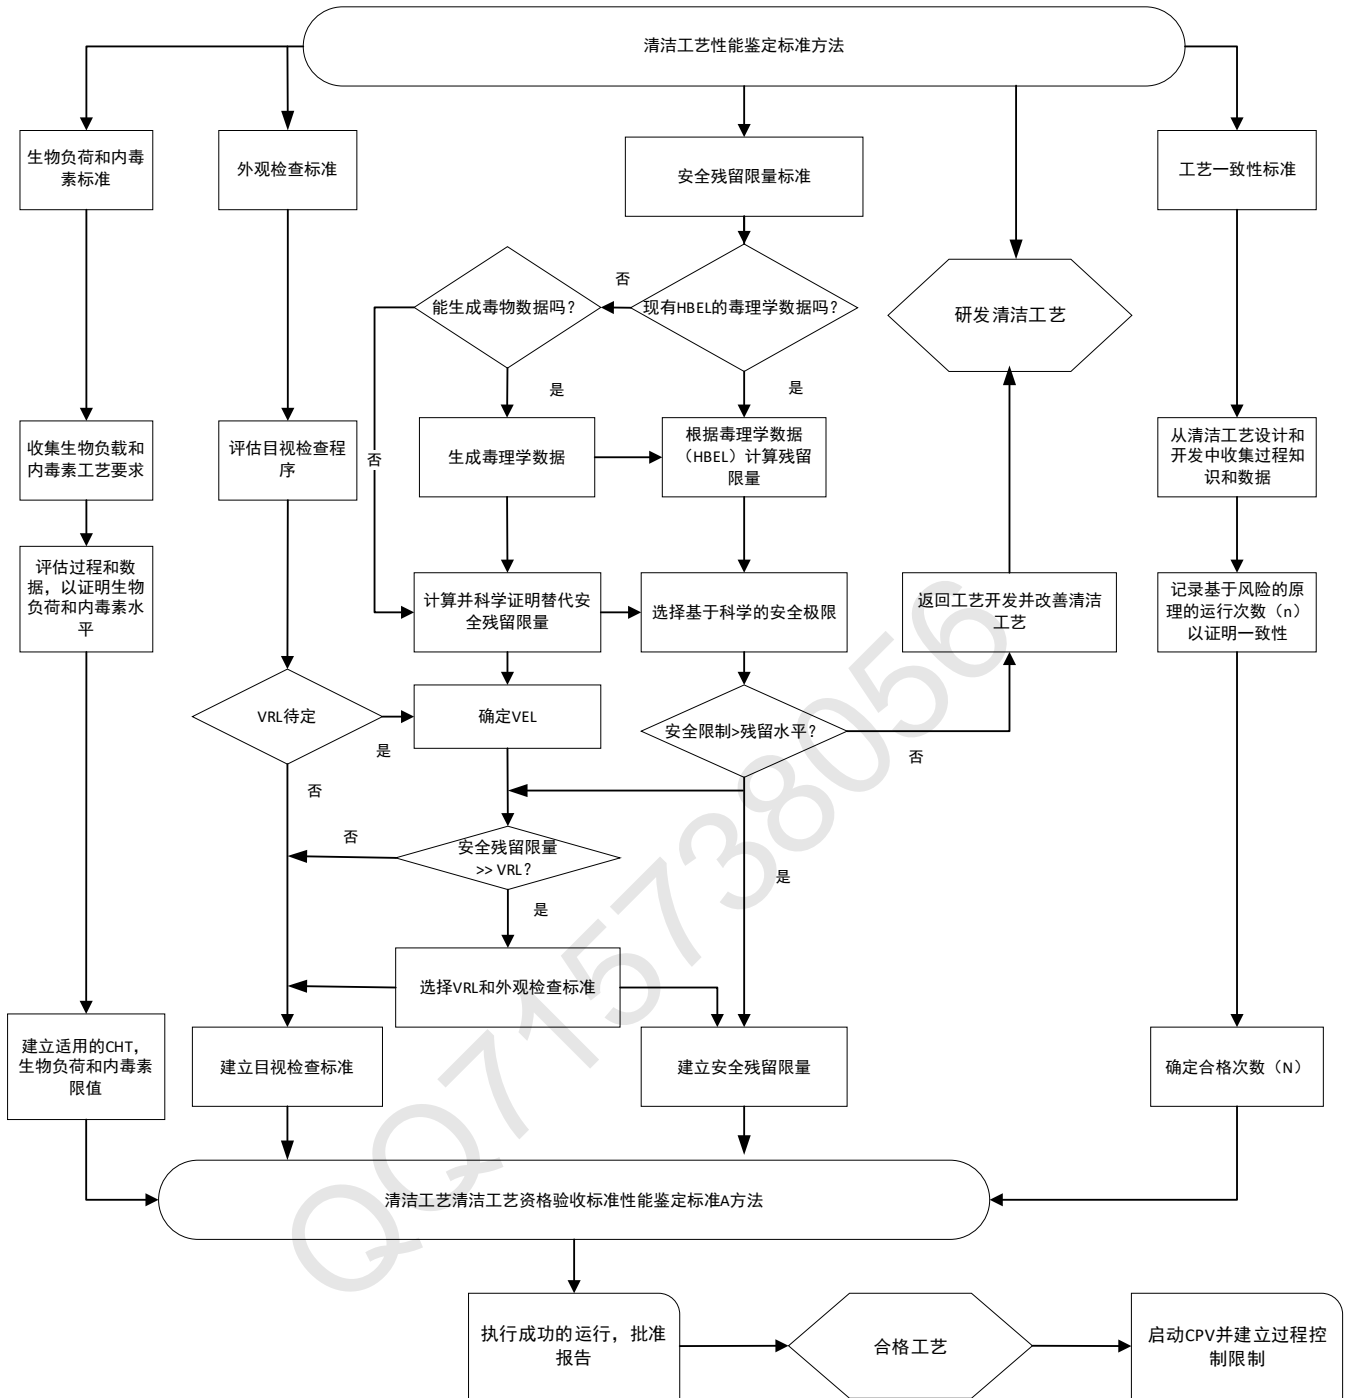 清洁工艺性能鉴定标准方法
生物负荷和内毒
素标准
外观检查标准
安全残留限量标准
工艺一致性标准
能生成毒物数据吗？
否
现有HBEL的毒理学数据吗？
研发清洁工艺
是
是
收集生物负载和
内毒素工艺要求
评估目视检查程
序
否
生成毒理学数据
根据毒理学数据
（HBEL）计算残留
限量
从清洁工艺设计和
开发中收集过程知
识和数据
评估过程和数
据，以证明生物
负荷和内毒素水
平
计算并科学证明替代安
全残留限量
选择基于科学的安全极限
返回工艺开发并改善清洁
工艺
记录基于风险的原
理的运行次数（n）
以证明一致性
VRL待定
是
确定VEL
安全限制>残留水平？
否
否
否
安全残留限量
>> VRL？
是
是
选择VRL和外观检查标准
建立适用的CHT，
生物负荷和内毒素
限值
建立目视检查标准
建立安全残留限量
确定合格次数（N）
清洁工艺清洁工艺资格验收标准性能鉴定标准A方法
执行成功的运行，批准
报告
合格工艺
启动CPV并建立过程控
制限制
QQ715738056